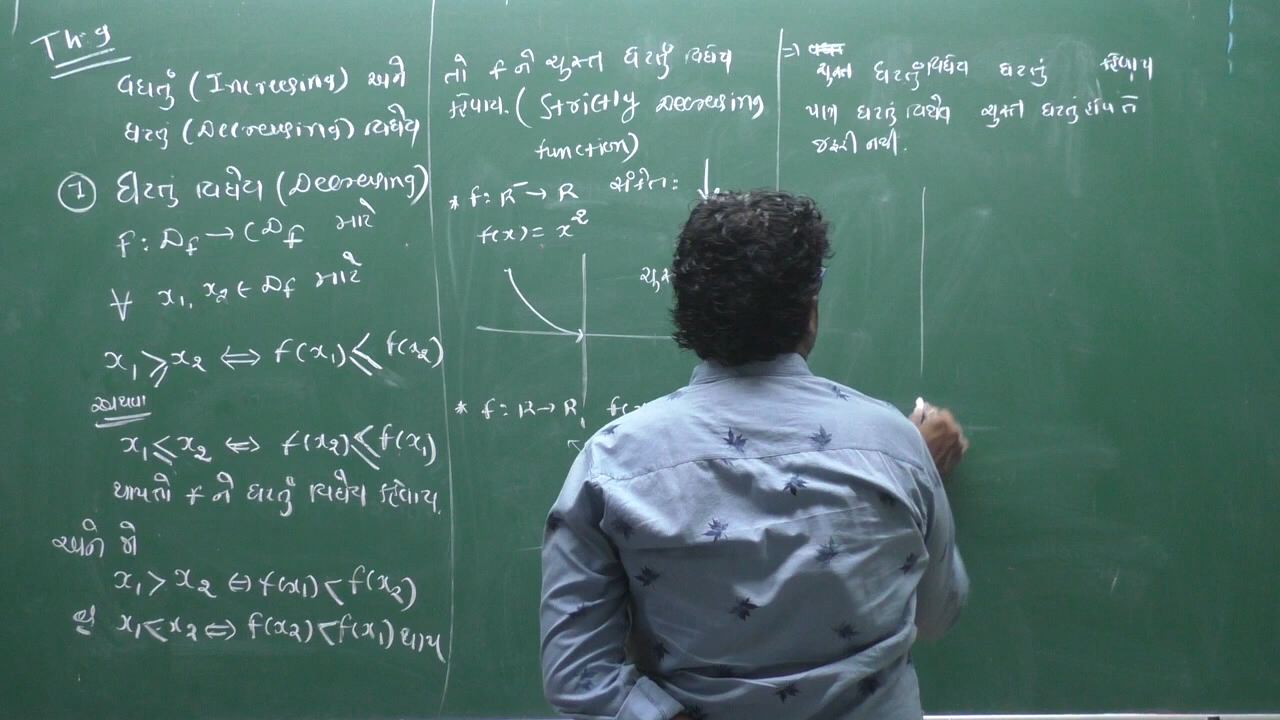 Th. 9
વધતું (Increasing) અને
ઘટતું (Decreasing) વિધેય
① ઘટતું વિધેય (Decreasing)
f : Df → CDf માટે
∀ x₁, x₂ ∈ Df માટે
x₁ ⩾ x₂ ⇔ f(x₁) ⩽ f(x₂)
અથવા
x₁ ⩽ x₂ ⇔ f(x₂) ⩽ f(x₁)
થાયતો f ને ઘટતું વિધેય કહેવાય.
અને જો
x₁ > x₂ ⇔ f(x₁) < f(x₂)
x₁ < x₂ ⇔ f(x₂) < f(x₁) થાય
તો f ને ચુસ્ત ઘટતું વિધેય
કહેવાય. (Strictly Decreasing
function)
* f : R⁻ → R સંકેત : ↓
f(x) = x²
* f : R → R,
⇒
ચુસ્ત ઘટતું વિધેય ઘટતું કહેવાય
પણ ઘટતું વિધેય ચુસ્ત ઘટતું હોય તે
જરૂરી નથી.